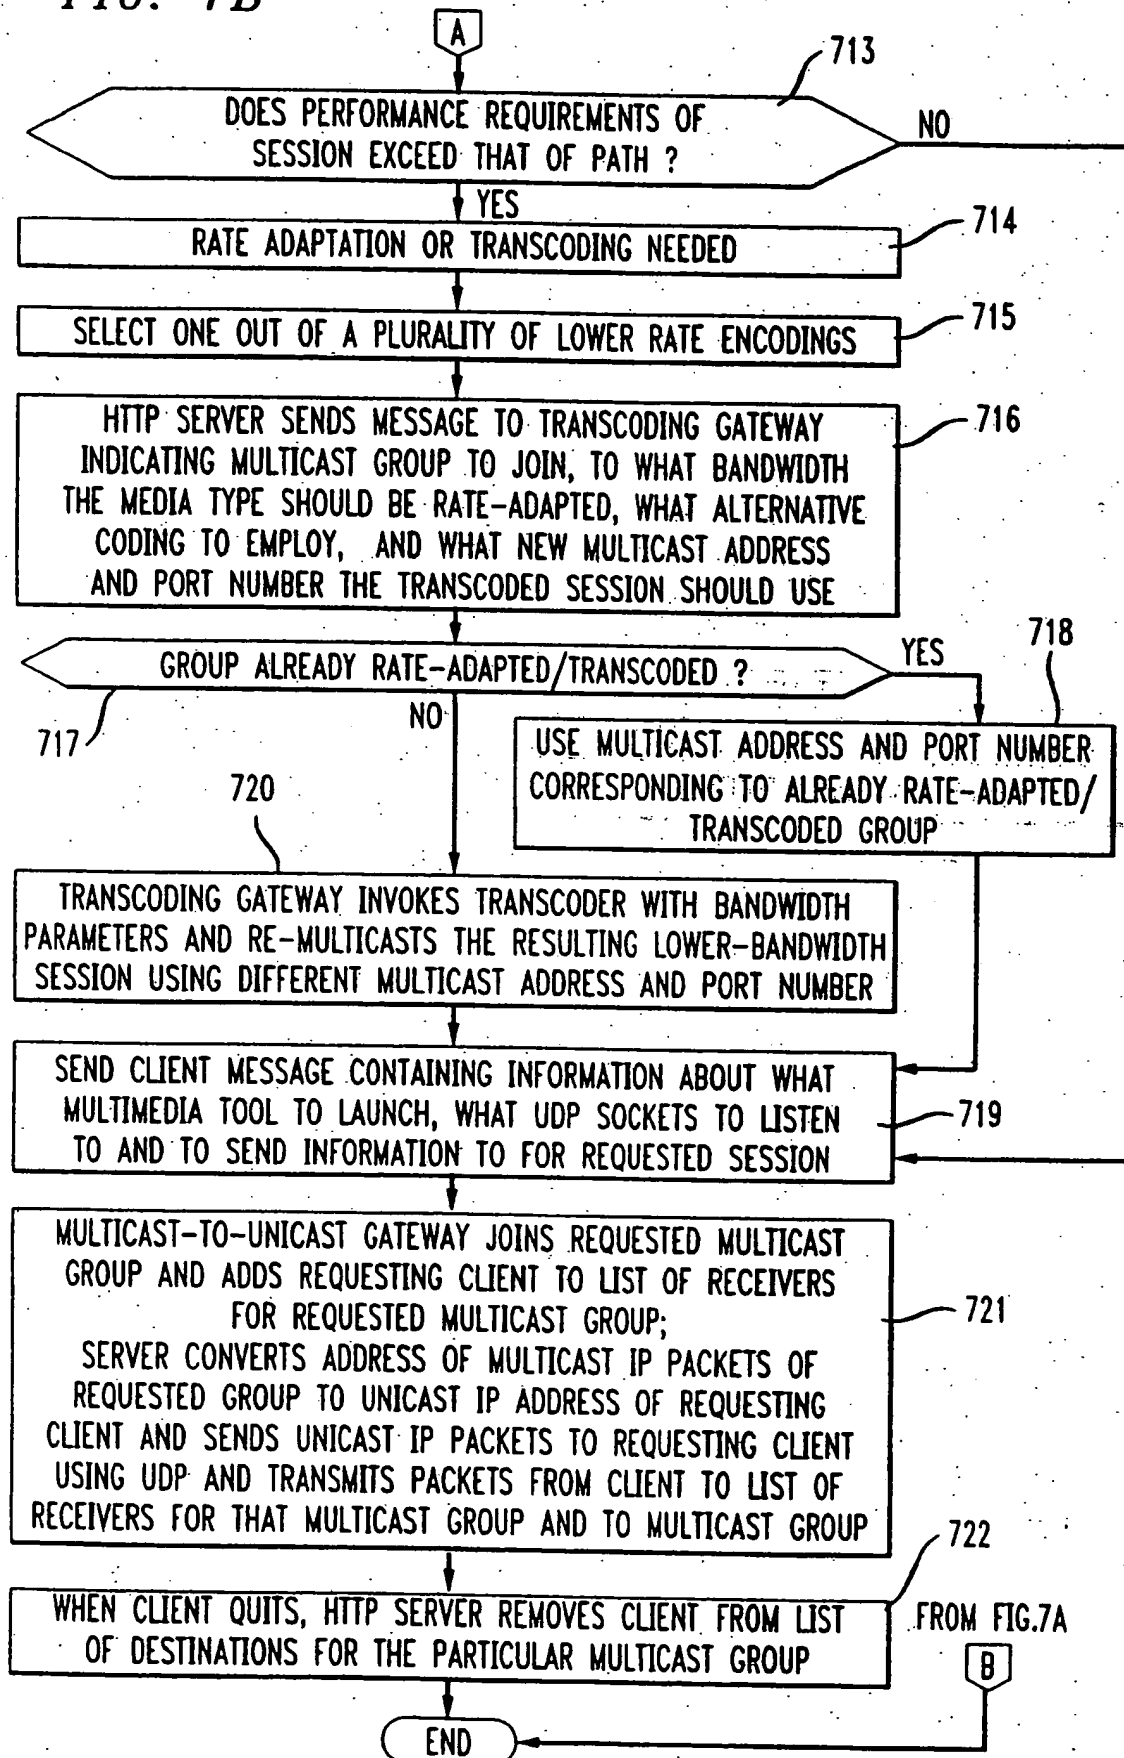 FIG. 7B
A
713
DOES PERFORMANCE REQUIREMENTS OF
SESSION EXCEED THAT OF PATH ?
NO
YES
714
RATE ADAPTATION OR TRANSCODING NEEDED
715
SELECT ONE OUT OF A PLURALITY OF LOWER RATE ENCODINGS
716
HTTP SERVER SENDS MESSAGE TO TRANSCODING GATEWAY
INDICATING MULTICAST GROUP TO JOIN, TO WHAT BANDWIDTH
THE MEDIA TYPE SHOULD BE RATE-ADAPTED, WHAT ALTERNATIVE
CODING TO EMPLOY, AND WHAT NEW MULTICAST ADDRESS
AND PORT NUMBER THE TRANSCODED SESSION SHOULD USE
718
GROUP ALREADY RATE-ADAPTED/TRANSCODED ?
YES
717
NO
USE MULTICAST ADDRESS AND PORT NUMBER
CORRESPONDING TO ALREADY RATE-ADAPTED/
TRANSCODED GROUP
720
TRANSCODING GATEWAY INVOKES TRANSCODER WITH BANDWIDTH
PARAMETERS AND RE-MULTICASTS THE RESULTING LOWER-BANDWIDTH
SESSION USING DIFFERENT MULTICAST ADDRESS AND PORT NUMBER
SEND CLIENT MESSAGE CONTAINING INFORMATION ABOUT WHAT
MULTIMEDIA TOOL TO LAUNCH, WHAT UDP SOCKETS TO LISTEN
TO AND TO SEND INFORMATION TO FOR REQUESTED SESSION
719
MULTICAST-TO-UNICAST GATEWAY JOINS REQUESTED MULTICAST
GROUP AND ADDS REQUESTING CLIENT TO LIST OF RECEIVERS
FOR REQUESTED MULTICAST GROUP;
SERVER CONVERTS ADDRESS OF MULTICAST IP PACKETS OF
REQUESTED GROUP TO UNICAST IP ADDRESS OF REQUESTING
CLIENT AND SENDS UNICAST IP PACKETS TO REQUESTING CLIENT
USING UDP AND TRANSMITS PACKETS FROM CLIENT TO LIST OF
RECEIVERS FOR THAT MULTICAST GROUP AND TO MULTICAST GROUP
721
722
WHEN CLIENT QUITS, HTTP SERVER REMOVES CLIENT FROM LIST
OF DESTINATIONS FOR THE PARTICULAR MULTICAST GROUP
FROM FIG.7A
B
END